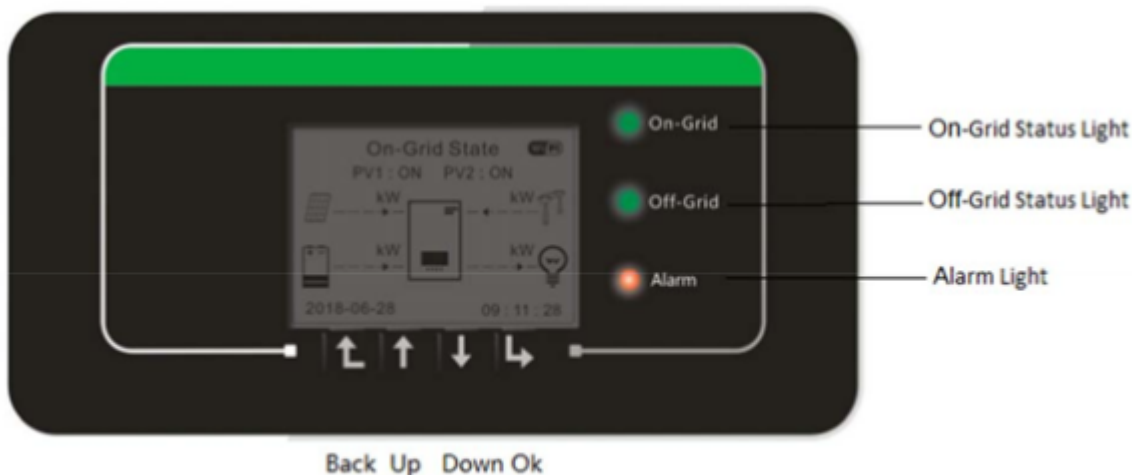 On-Grid State
PV1 : ON PV2 : ON
kW kW
kW kW
2018-06-28 09 : 11 : 28
On-Grid
Off-Grid
Alarm
On-Grid Status Light
Off-Grid Status Light
Alarm Light
Back Up Down Ok